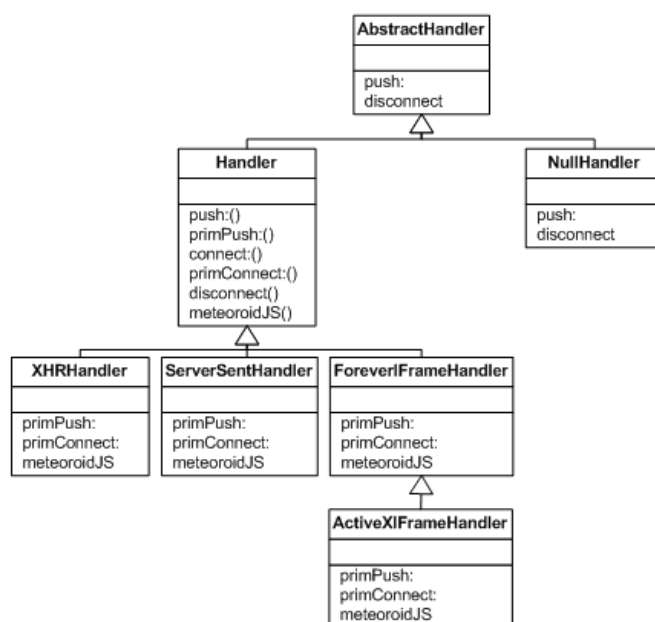 AbstractHandler
push:
disconnect
Handler
push:()
primPush:()
connect:()
primConnect:()
disconnect()
meteoroidJS()
NullHandler
push:
disconnect
XHRHandler
primPush:
primConnect:
meteoroidJS
ServerSentHandler
primPush:
primConnect:
meteoroidJS
ForeverIFrameHandler
primPush:
primConnect:
meteoroidJS
ActiveXIFrameHandler
primPush:
primConnect:
meteoroidJS